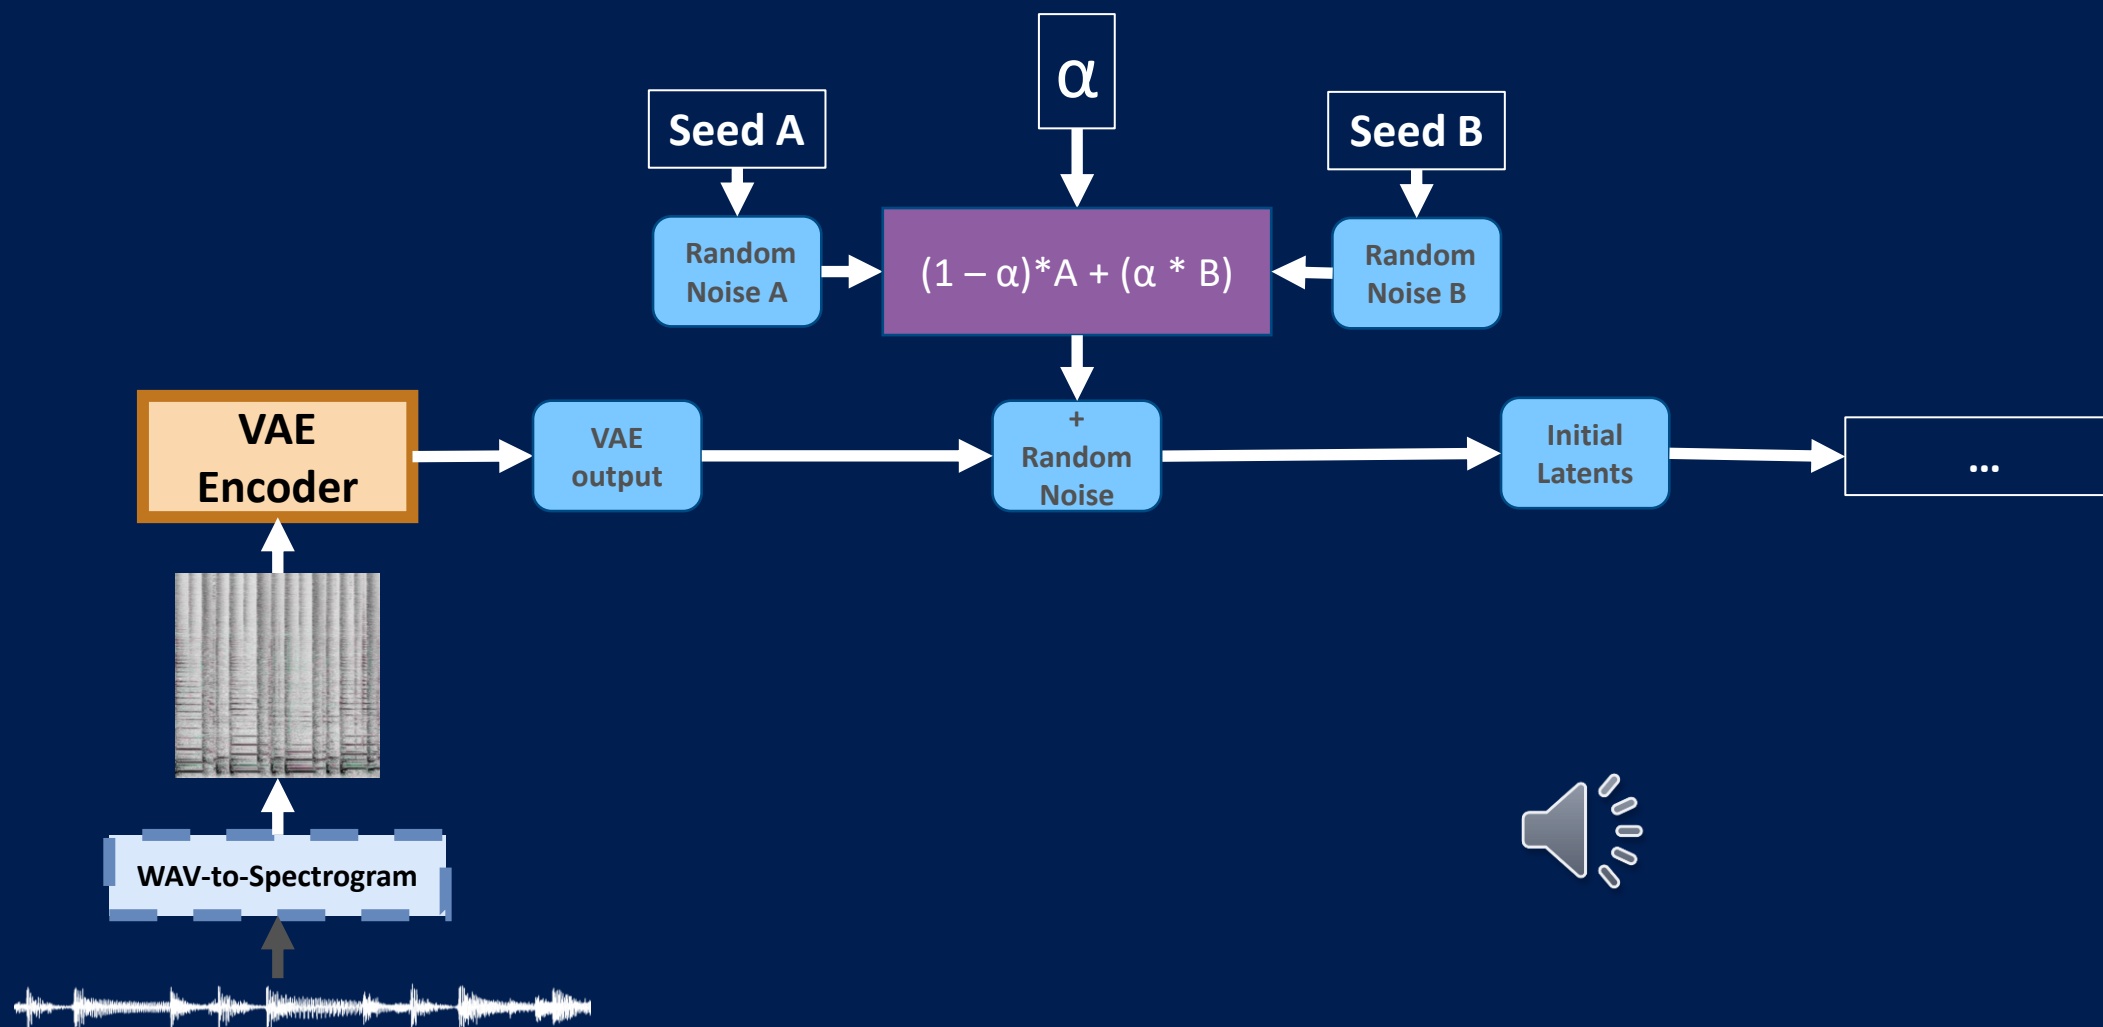 α
Seed A
Seed B
Random
Noise A
(1 – α)*A + (α * B)
Random
Noise B
VAE
Encoder
VAE
output
+
Random
Noise
Initial
Latents
...
WAV-to-Spectrogram